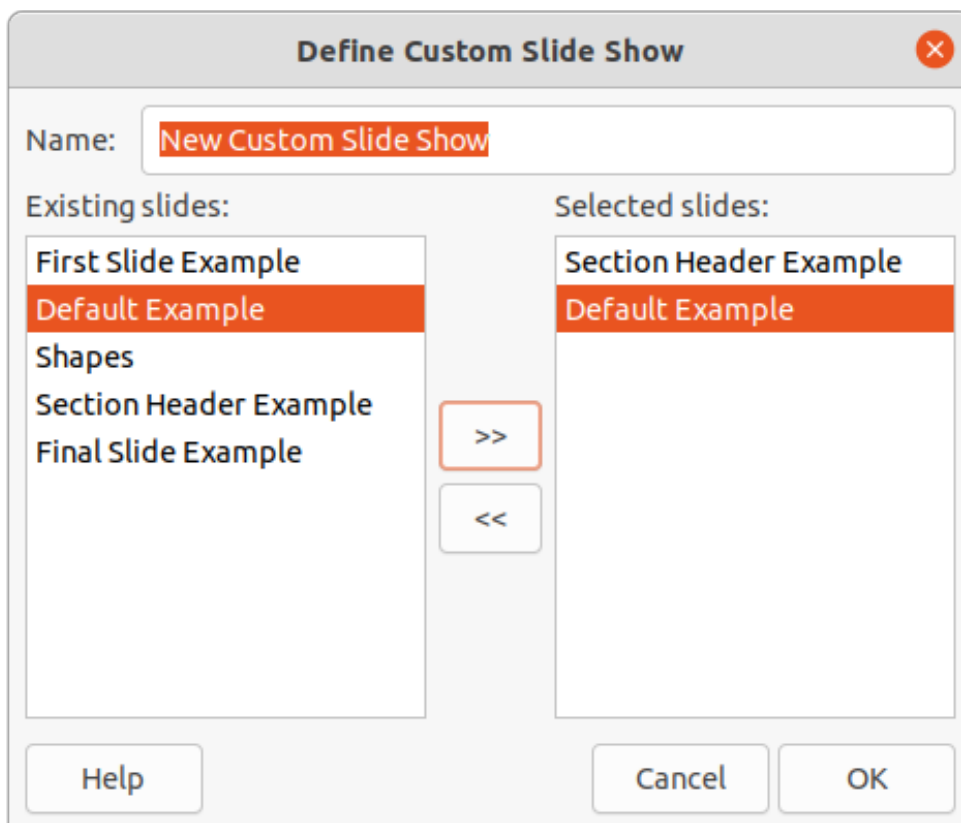 Define Custom Slide Show
Name: New Custom Slide Show
Existing slides:
First Slide Example
Default Example
Shapes
Section Header Example
Final Slide Example
>>
<<
Selected slides:
Section Header Example
Default Example
Help Cancel OK